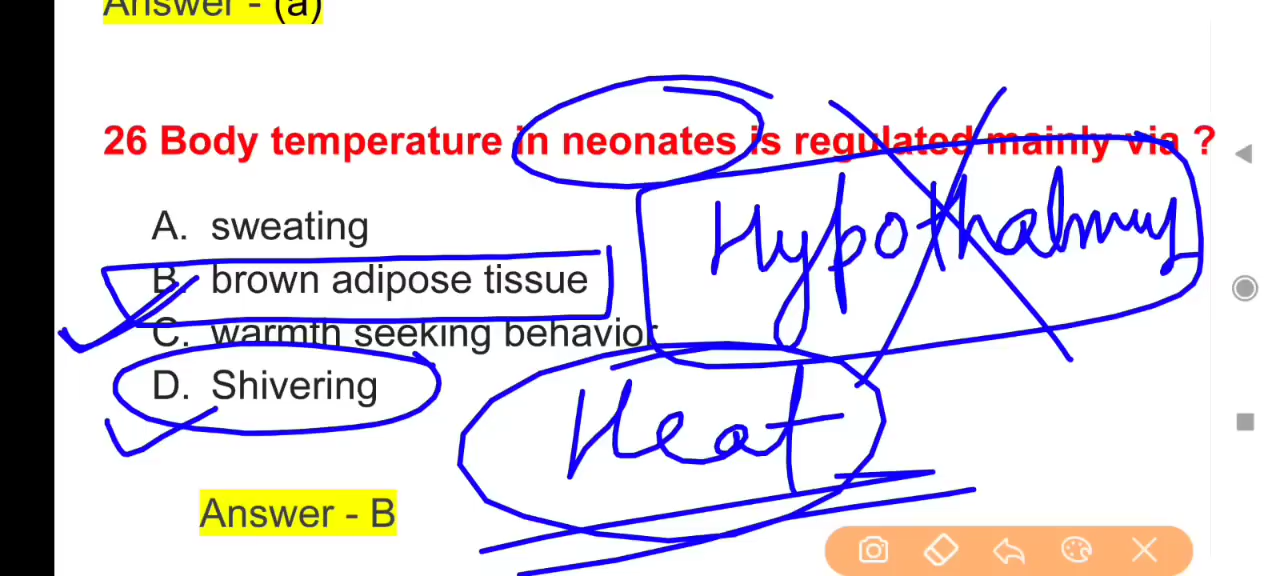 Answer - (a)
26 Body temperature in neonates is regulated mainly via ?
A. sweating
Hypothalmus
B. brown adipose tissue
C. warmth seeking behavior
D. Shivering
Heat
Answer - B